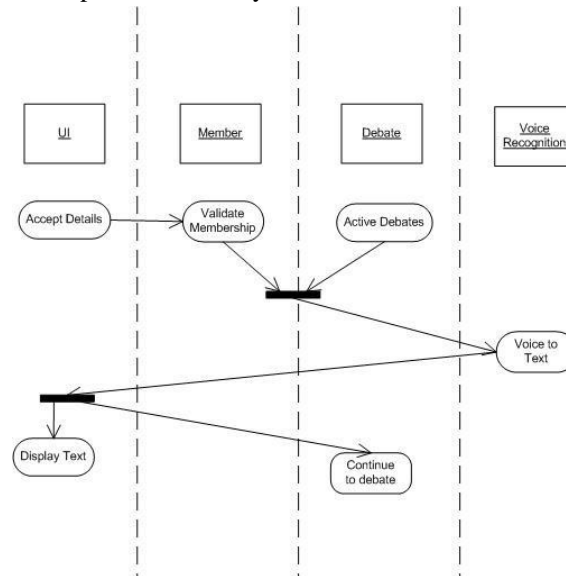 UI
Member
Debate
Voice
Recognition
Accept Details
Validate
Membership
Active Debates
Voice to
Text
Display Text
Continue
to debate